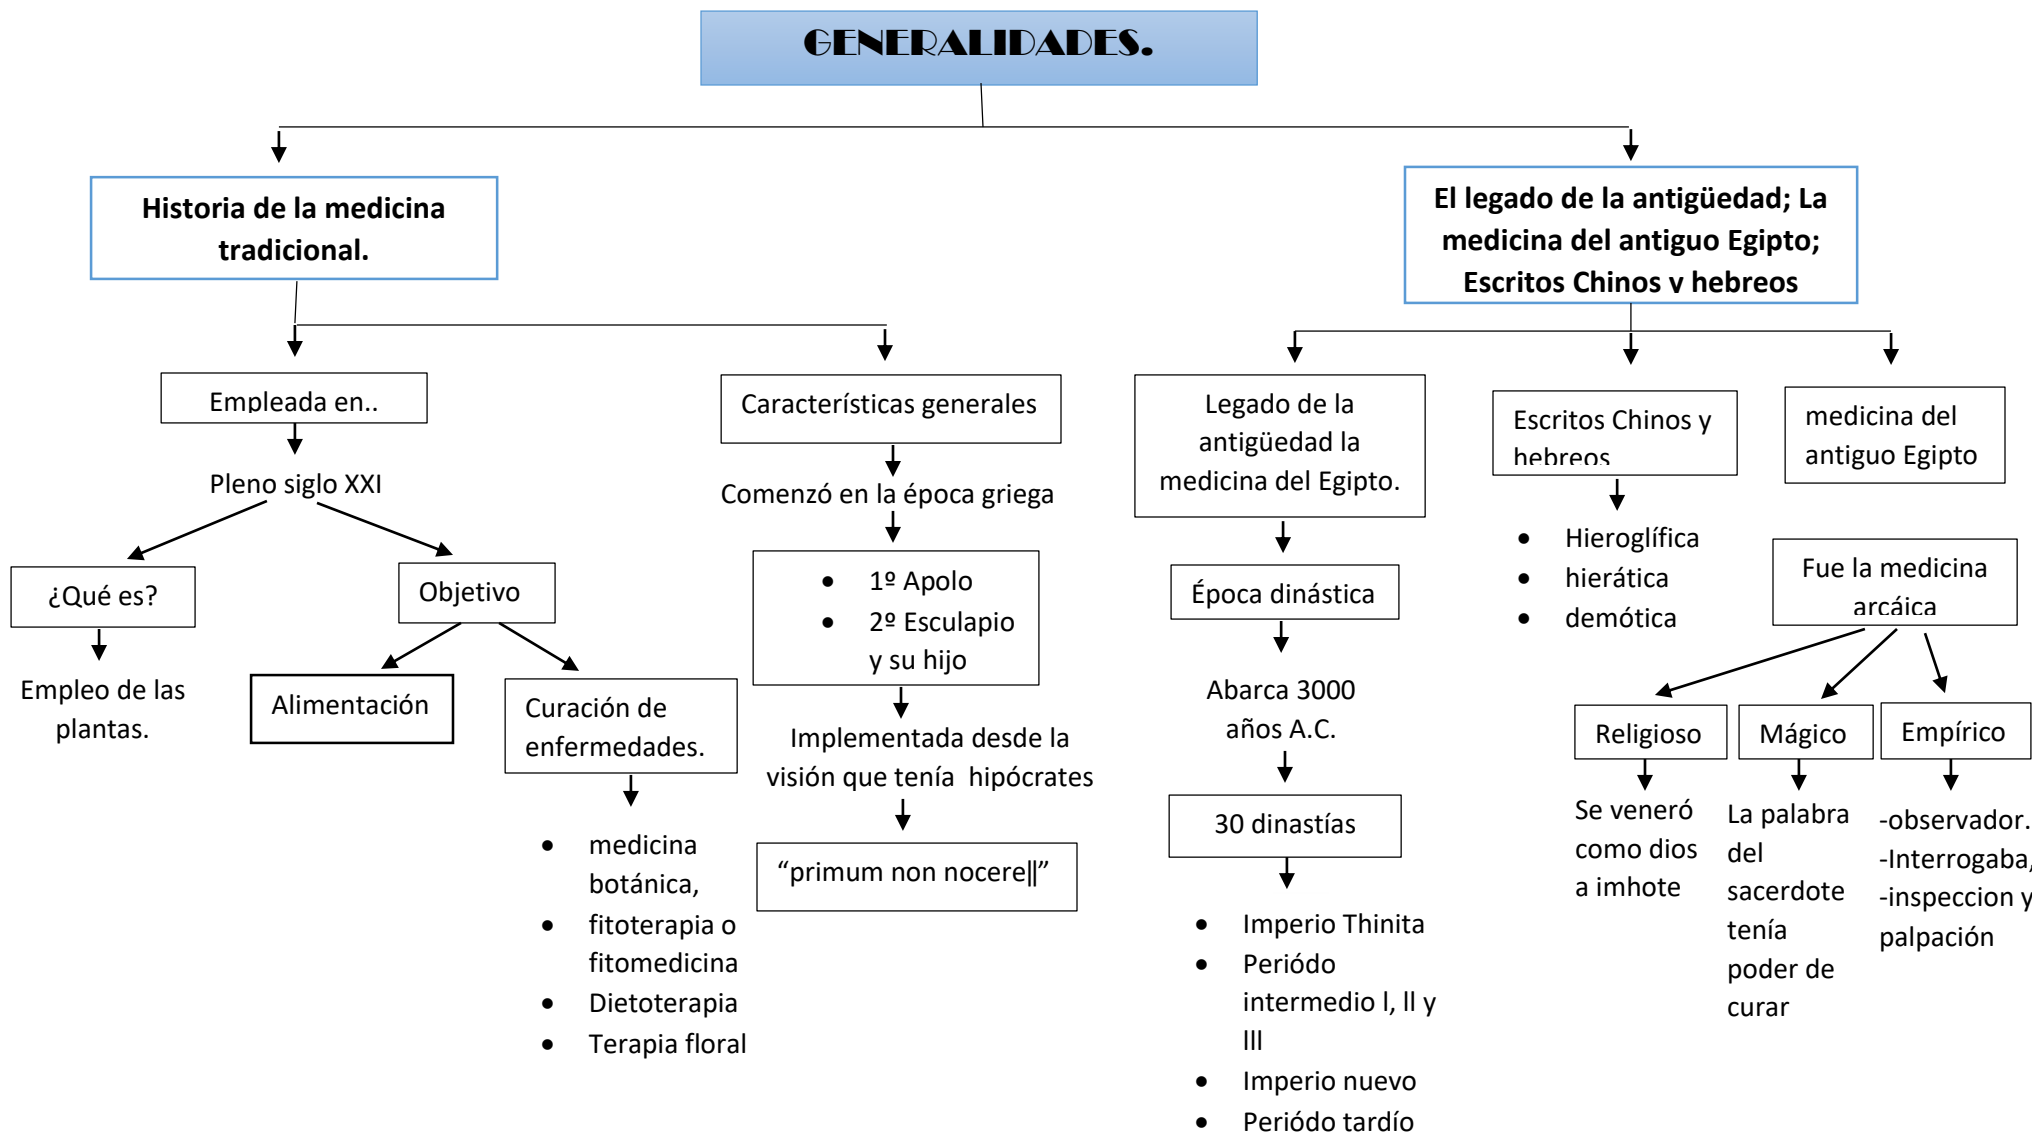 GENERALIDADES.
Historia de la medicina
tradicional.
El legado de la antigüedad; La
medicina del antiguo Egipto;
Escritos Chinos y hebreos
Empleada en..
Pleno siglo XXI
¿Qué es?
Empleo de las
plantas.
Objetivo
Alimentación
Curación de
enfermedades.
• medicina
botánica,
• fitoterapia o
fitomedicina
• Dietoterapia
• Terapia floral
Características generales
Comenzó en la época griega
• 1º Apolo
• 2º Esculapio
y su hijo
Implementada desde la
visión que tenía hipócrates
“primum non nocere‖”
Legado de la
antigüedad la
medicina del Egipto.
Época dinástica
Abarca 3000
años A.C.
30 dinastías
• Imperio Thinita
• Periódo
intermedio l, ll y
lll
• Imperio nuevo
• Periódo tardío
Escritos Chinos y
hebreos
• Hieroglífica
• hierática
• demótica
medicina del
antiguo Egipto
Fue la medicina
arcáica
Religioso
Se veneró
como dios
a imhote
Mágico
La palabra
del
sacerdote
tenía
poder de
curar
Empírico
-observador.
-Interrogaba,
-inspeccion y
palpación